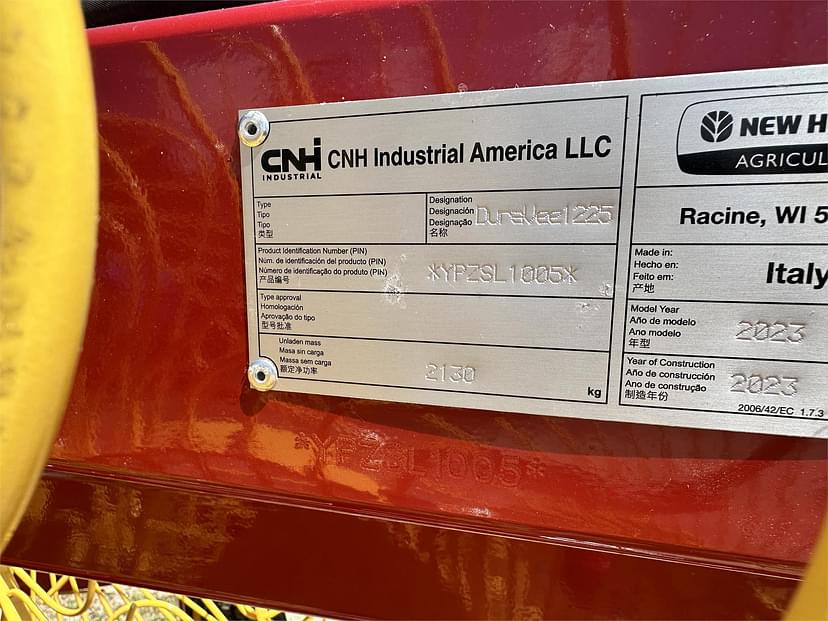 CNH
INDUSTRIAL
CNH Industrial America LLC
Type
Tipo
Tipo
类型
Designation
Designación
Designação
名称
DuraVee1225
Product Identification Number (PIN)
Núm. de identificación del producto (PIN)
Número de identificação do produto (PIN)
产品编号
*YPZSL1005*
Type approval
Homologación
Aprovação do tipo
型号批准
Unladen mass
Masa sin carga
Massa sem carga
额定净功率
2130
kg
NEW H
AGRICUL
Racine, WI 5
Made in:
Hecho en:
Feito em:
产地
Italy
Model Year
Año de modelo
Ano modelo
年型
2023
Year of Construction
Año de construcción
Ano de construção
制造年份
2023
2006/42/EC 1.7.3
*YPZSL1005*